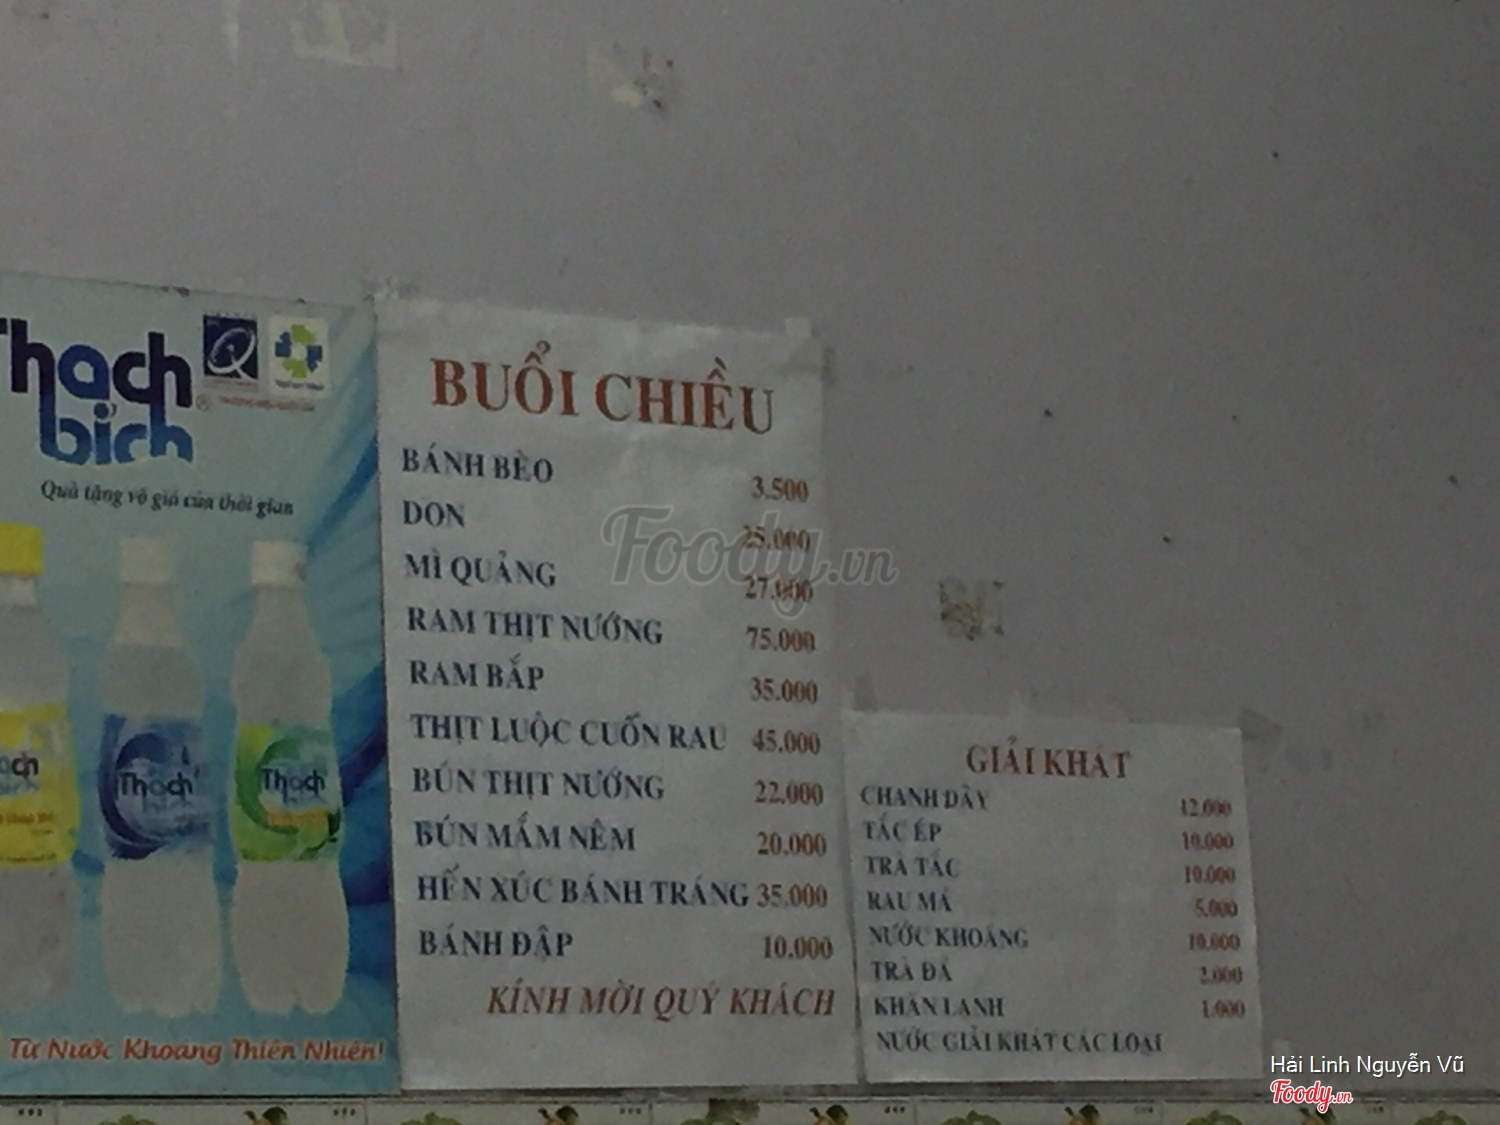 Thạch
bích
Quà tặng vô giá của thời gian
Thạch
Thạch
Từ Nước Khoáng Thiên Nhiên!
BUỔI CHIỀU
BÁNH BÈO 3.500
DON 25.000
MÌ QUẢNG 27.000
RAM THỊT NƯỚNG 75.000
RAM BẮP 35.000
THỊT LUỘC CUỐN RAU 45.000
BÚN THỊT NƯỚNG 22.000
BÚN MẮM NÊM 20.000
HẾN XÚC BÁNH TRÁNG 35.000
BÁNH ĐẬP 10.000
KÍNH MỜI QUÝ KHÁCH
GIẢI KHÁT
CHANH DÂY 12.000
TẮC ÉP 10.000
TRÀ TẮC 10.000
RAU MÁ 5.000
NƯỚC KHOÁNG 10.000
TRÀ ĐÁ 2.000
KHĂN LẠNH 1.000
NƯỚC GIẢI KHÁT CÁC LOẠI
Foody.vn
Hải Linh Nguyễn Vũ
Foody.vn